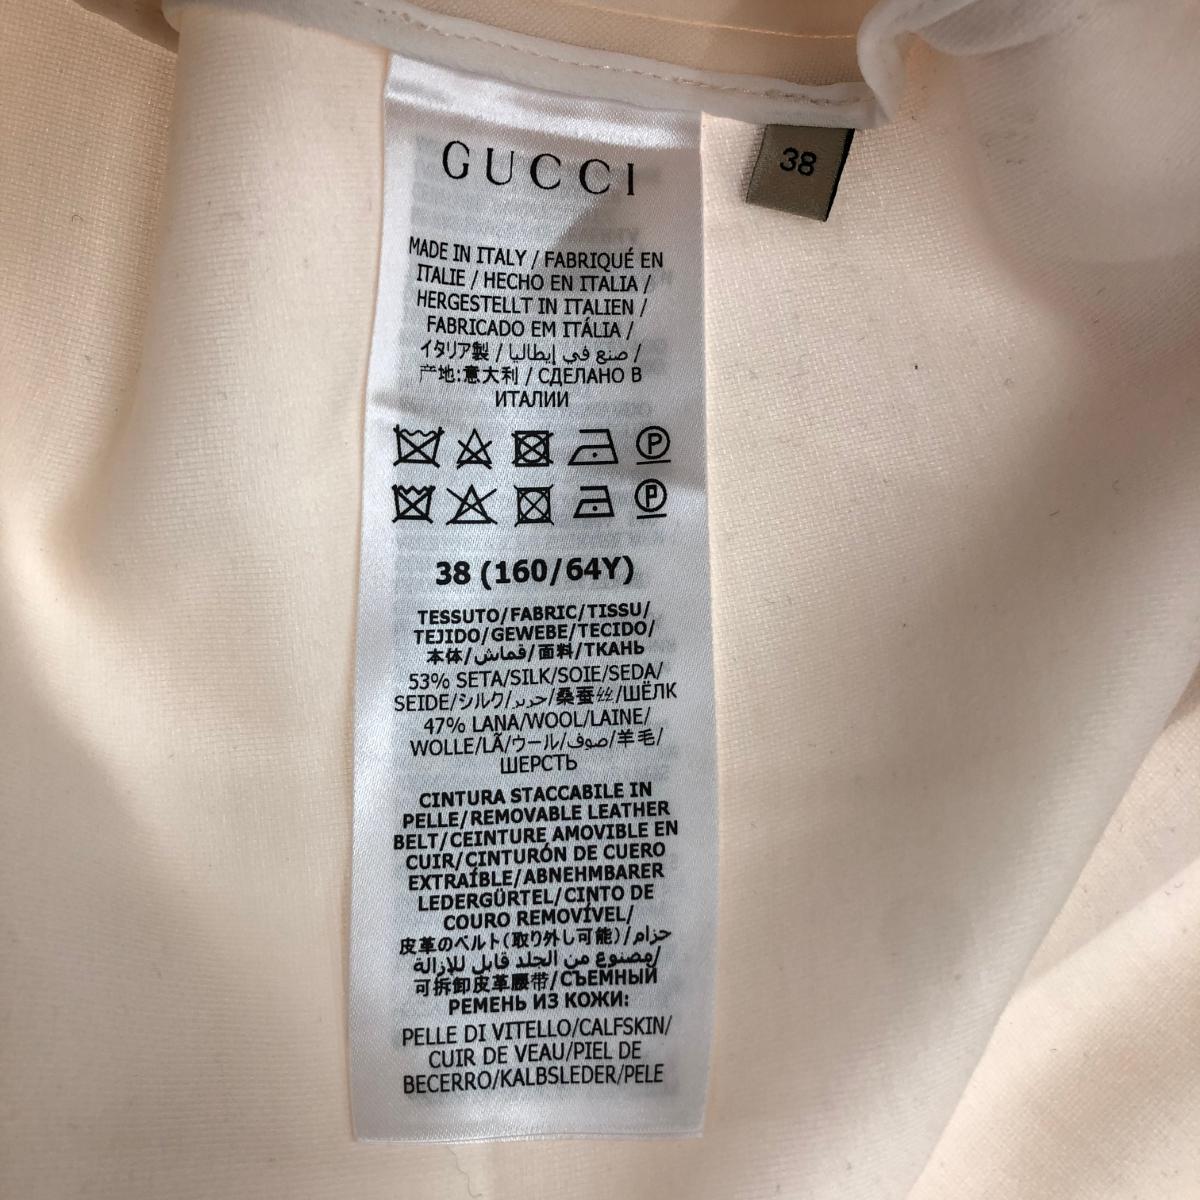 GUCCI
38
MADE IN ITALY / FABRIQUÉ EN
ITALIE / HECHO EN ITALIA /
HERGESTELLT IN ITALIEN /
FABRICADO EM ITÁLIA /
イタリア製 / صنع في إيطاليا /
产地:意大利 / СДЕЛАНО В
ИТАЛИИ
P
P
38 (160/64Y)
TESSUTO/FABRIC/TISSU/
TEJIDO/GEWEBE/TECIDO/
本体/قماش/面料/ТКАНЬ
53% SETA/SILK/SOIE/SEDA/
SEIDE/シルク/حرير/桑蚕丝/ШЁЛК
47% LANA/WOOL/LAINE/
WOLLE/LÃ/ウール/صوف/羊毛/
ШЕРСТЬ
CINTURA STACCABILE IN
PELLE/REMOVABLE LEATHER
BELT/CEINTURE AMOVIBLE EN
CUIR/CINTURÓN DE CUERO
EXTRAÍBLE/ABNEHMBARER
LEDERGÜRTEL/CINTO DE
COURO REMOVÍVEL/
皮革のベルト(取り外し可能)/حزام
مصنوع من الجلد قابل للإزالة/
可拆卸皮革腰带/СЪЕМНЫЙ
РЕМЕНЬ ИЗ КОЖИ:
PELLE DI VITELLO/CALFSKIN/
CUIR DE VEAU/PIEL DE
BECERRO/KALBSLEDER/PELE